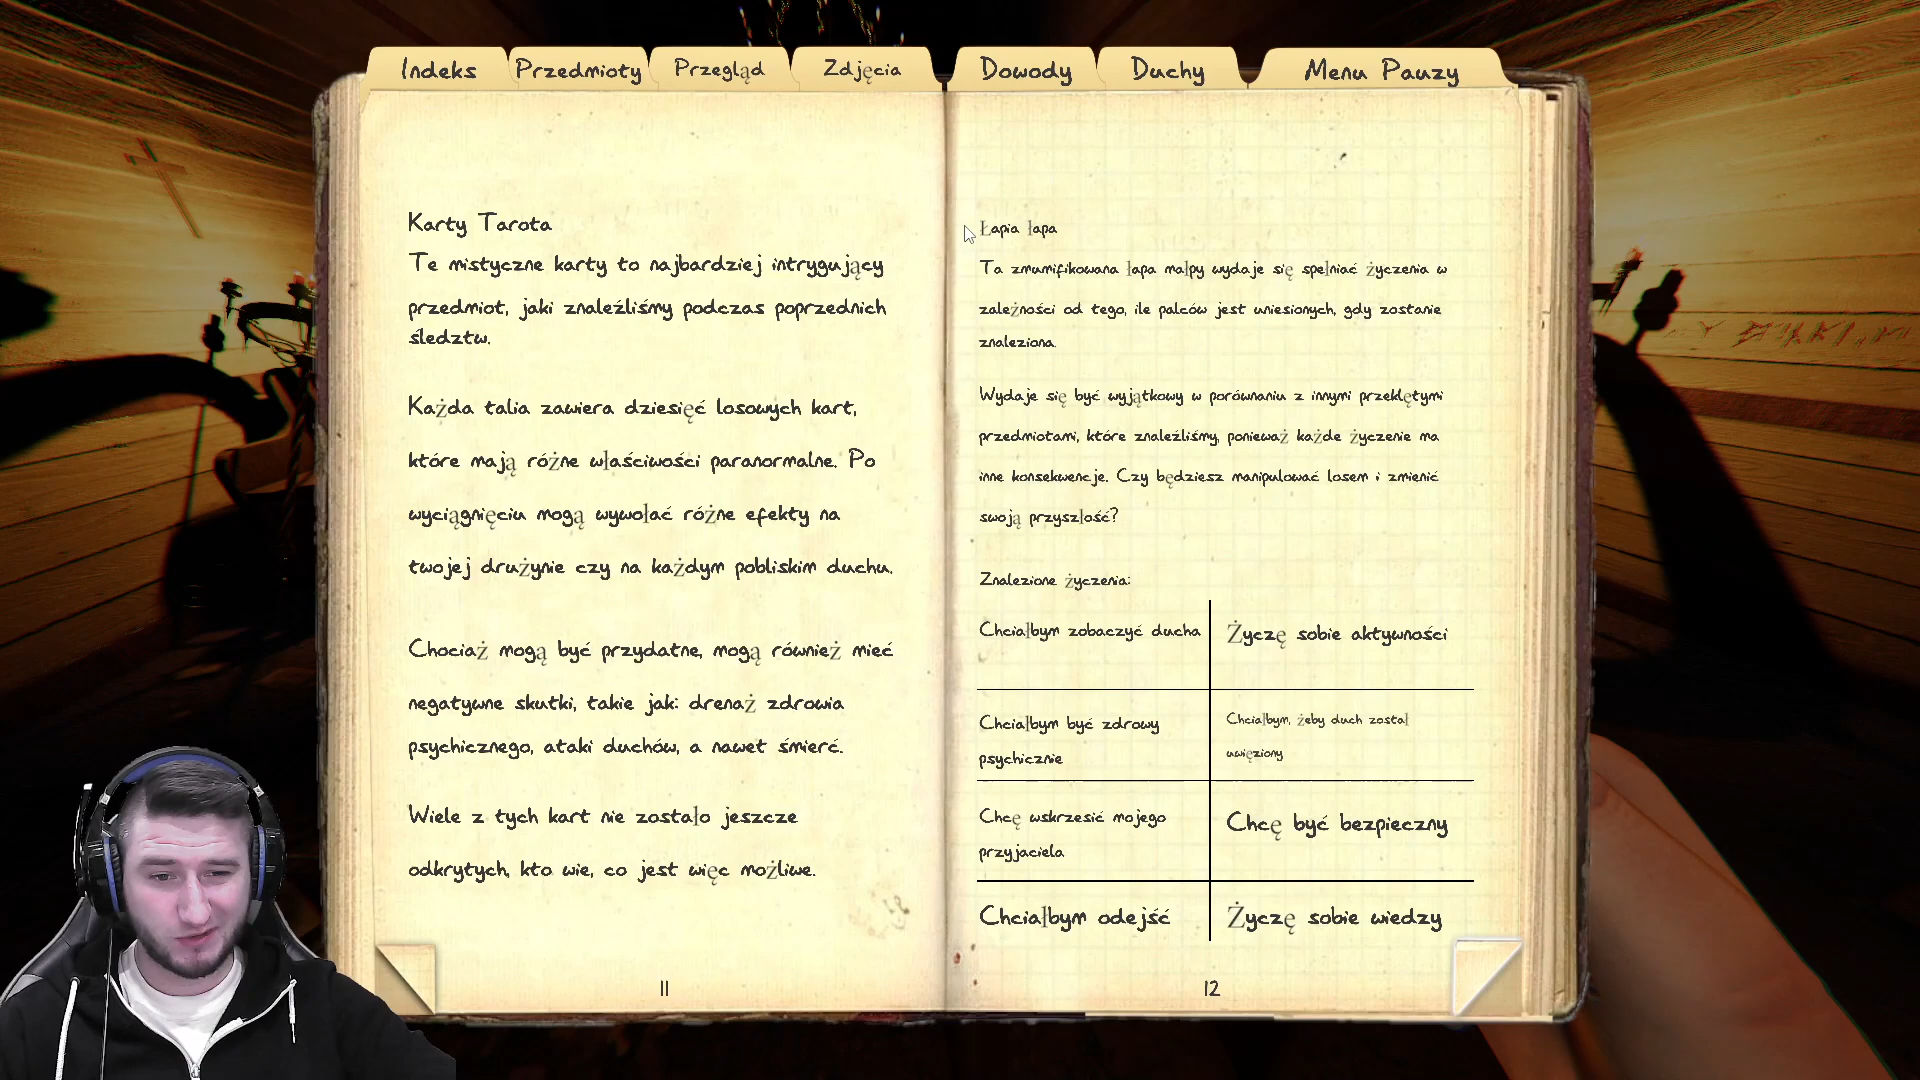 Indeks
Przedmioty
Przegląd
Zdjęcia
Dowody
Duchy
Menu Pauzy
Karty Tarota
Te mistyczne karty to najbardziej intrygujący
przedmiot, jaki znaleźliśmy podczas poprzednich
śledztw.
Każda talia zawiera dziesięć losowych kart,
które mają różne właściwości paranormalne. Po
wyciągnięciu mogą wywołać różne efekty na
twojej drużynie czy na każdym pobliskim duchu.
Chociaż mogą być przydatne, mogą również mieć
negatywne skutki, takie jak: drenaż zdrowia
psychicznego, ataki duchów, a nawet śmierć.
Wiele z tych kart nie zostało jeszcze
odkrytych, kto wie, co jest więc możliwe.
11
Łapia łapa
Ta zmumifikowana łapa małpy wydaje się spełniać życzenia w
zależności od tego, ile palców jest uniesionych, gdy zostanie
znaleziona.
Wydaje się być wyjątkowy w porównaniu z innymi przeklętymi
przedmiotami, które znaleźliśmy, ponieważ każde życzenie ma
inne konsekwencje. Czy będziesz manipulować losem i zmienić
swoją przyszłość?
Znalezione życzenia:
Chciałbym zobaczyć ducha
Życzę sobie aktywności
Chciałbym być zdrowy
psychicznie
Chciałbym, żeby duch został
uwięziony
Chcę wskrzesić mojego
przyjaciela
Chcę być bezpieczny
Chciałbym odejść
Życzę sobie wiedzy
12